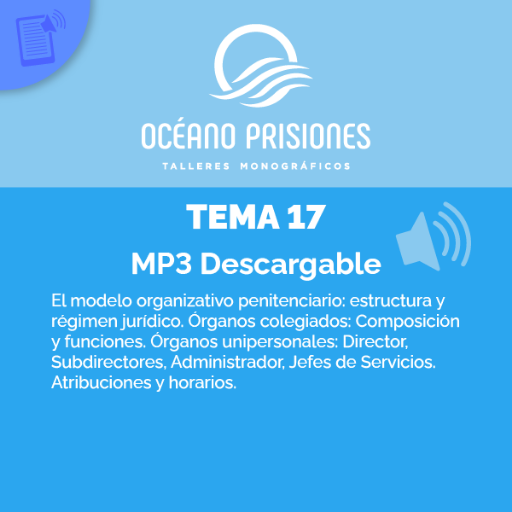 OCÉANO PRISIONES
TALLERES MONOGRÁFICOS
TEMA 17
MP3 Descargable
El modelo organizativo penitenciario: estructura y
régimen jurídico. Órganos colegiados: Composición
y funciones. Órganos unipersonales: Director,
Subdirectores, Administrador, Jefes de Servicios.
Atribuciones y horarios.